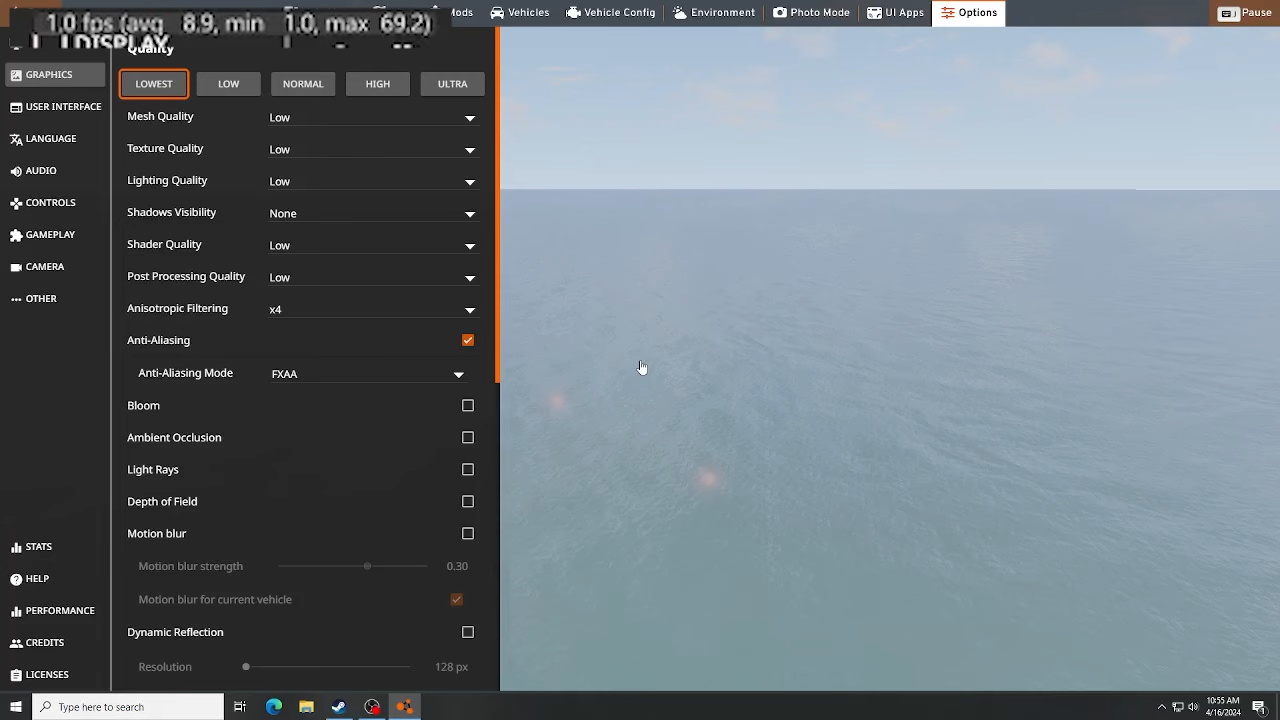 1.0 fps (avg 8.9, min 1.0, max 69.2)
Mods
Vehicles
Vehicle Config
Environment
Photo Mode
UI Apps
Options
Pause
DISPLAY
Quality
GRAPHICS
LOWEST
LOW
NORMAL
HIGH
ULTRA
USER INTERFACE
Mesh Quality Low
LANGUAGE
Texture Quality Low
AUDIO
Lighting Quality Low
CONTROLS
Shadows Visibility None
GAMEPLAY
Shader Quality Low
CAMERA
Post Processing Quality Low
OTHER
Anisotropic Filtering x4
Anti-Aliasing
Anti-Aliasing Mode FXAA
Bloom
Ambient Occlusion
Light Rays
Depth of Field
Motion blur
STATS
Motion blur strength 0.30
HELP
Motion blur for current vehicle
PERFORMANCE
Dynamic Reflection
CREDITS
Resolution 128 px
LICENSES
Type here to search
10:55 AM
4/16/2024